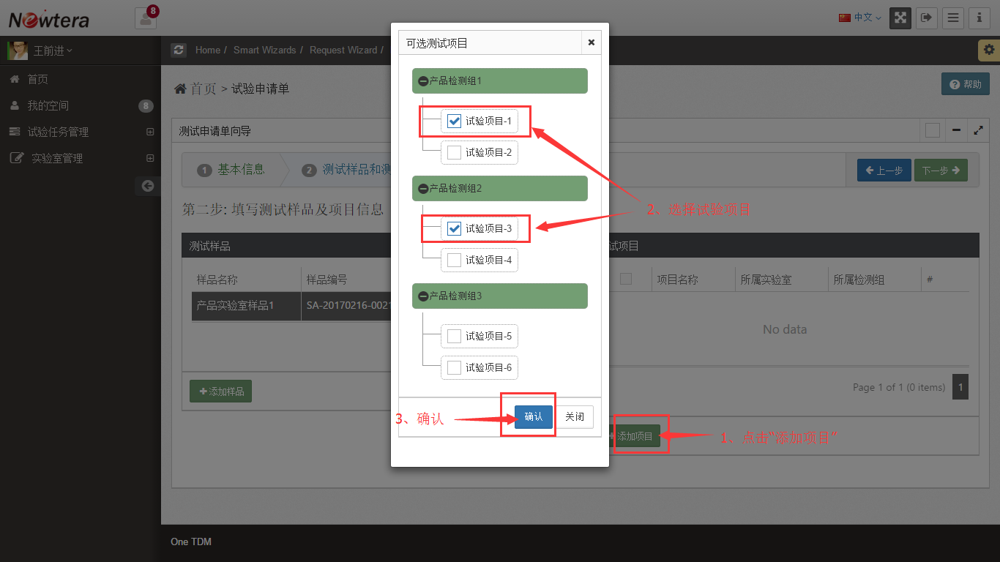 Newtera
8
中文
王前进
Home / Smart Wizards / Request Wizard /
首页
我的空间
8
试验任务管理
实验室管理
首页 > 试验申请单
帮助
测试申请单向导
1 基本信息
2 测试样品和测
上一步
下一步
第二步: 填写测试样品及项目信息
测试样品
样品名称
样品编号
产品实验室样品1
SA-20170216-0021
添加样品
试项目
项目名称
所属实验室
所属检测组
#
No data
Page 1 of 1 (0 items)
1
添加项目
可选测试项目
产品检测组1
试验项目-1
试验项目-2
产品检测组2
试验项目-3
试验项目-4
产品检测组3
试验项目-5
试验项目-6
确认
关闭
2、选择试验项目
3、确认
1、点击“添加项目”
One TDM